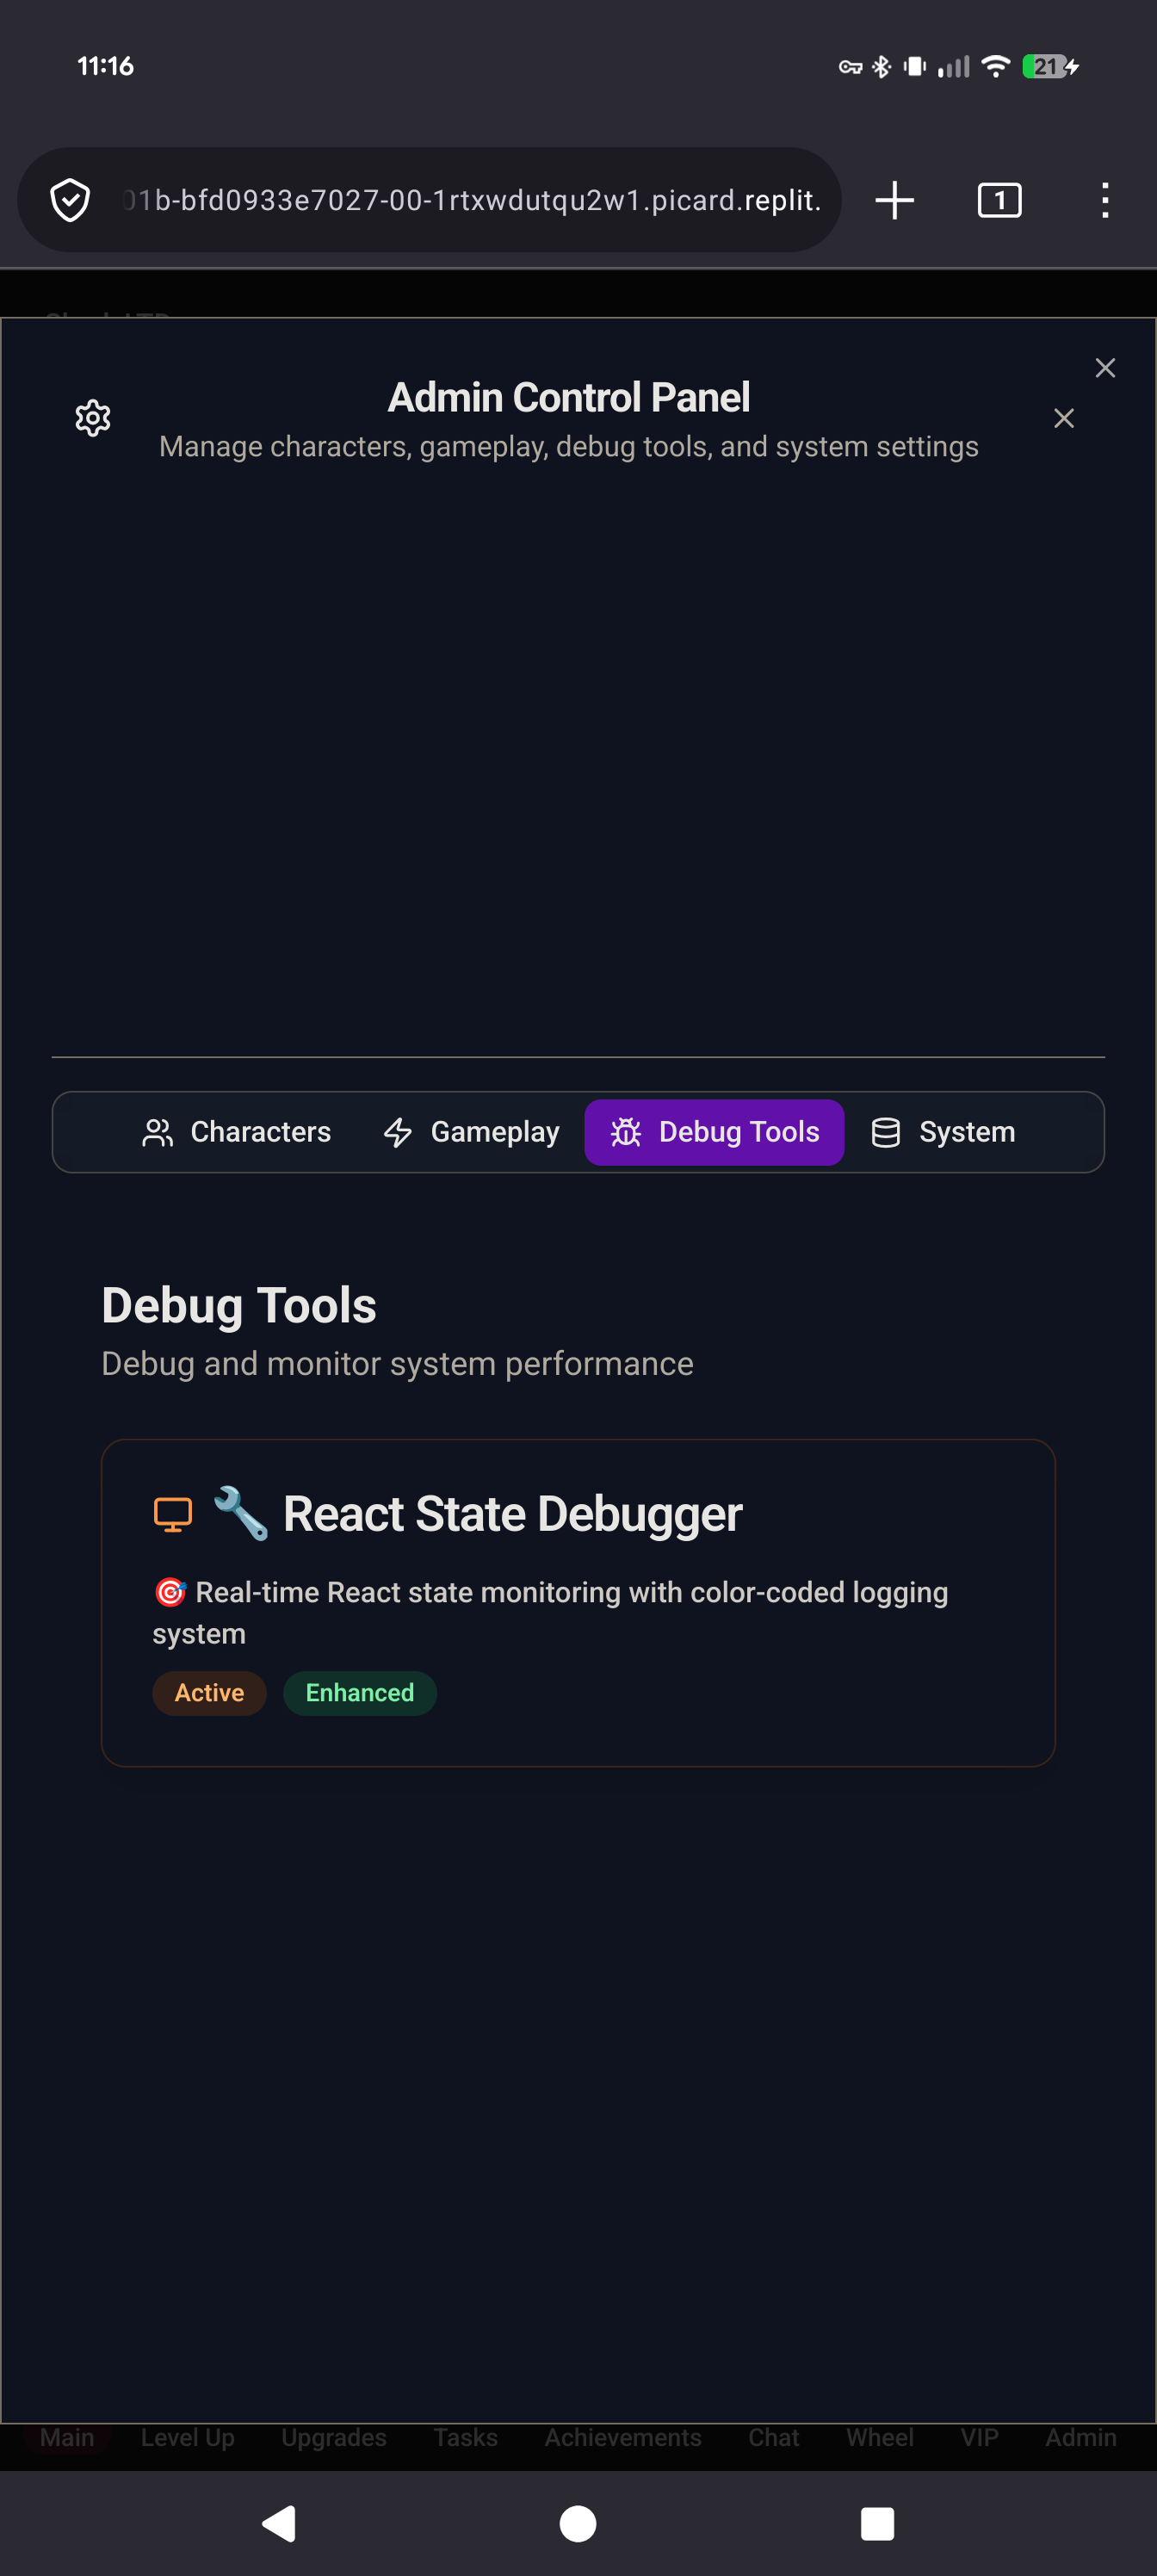 11:16
21
01b-bfd0933e7027-00-1rtxwdutqu2w1.picard.replit.
1
Admin Control Panel
Manage characters, gameplay, debug tools, and system settings
Characters
Gameplay
Debug Tools
System
Debug Tools
Debug and monitor system performance
🔧 React State Debugger
🎯 Real-time React state monitoring with color-coded logging
system
Active
Enhanced
Main
Level Up
Upgrades
Tasks
Achievements
Chat
Wheel
VIP
Admin